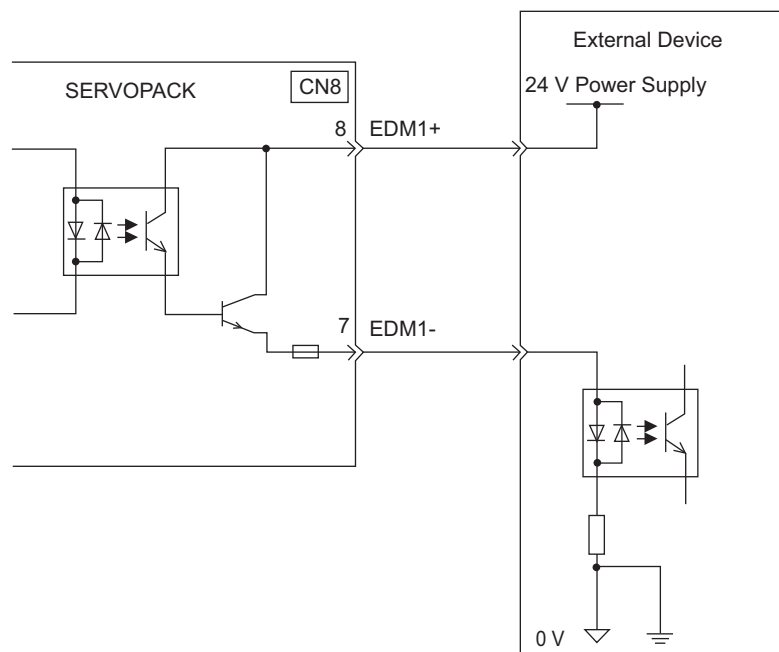 External Device
SERVOPACK
CN8
24 V Power Supply
8
EDM1+
7
EDM1-
0 V